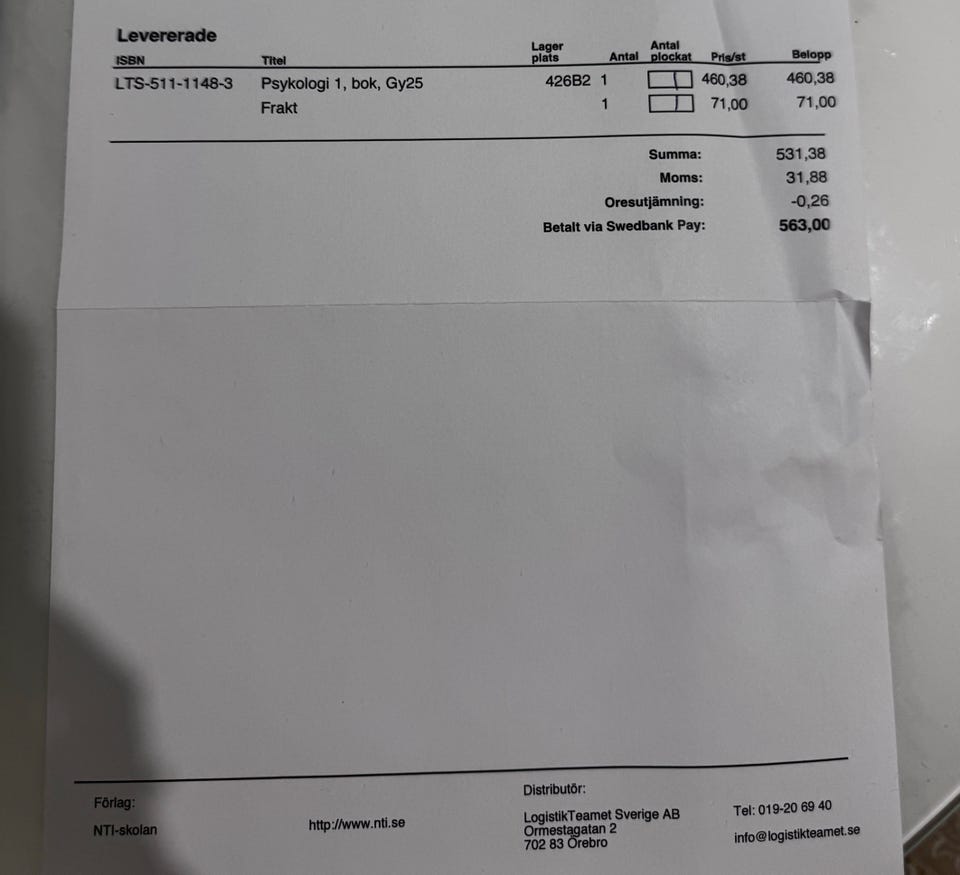 Levererade
ISBN Titel Lager plats Antal Antal plockat Pris/st Belopp
LTS-511-1148-3 Psykologi 1, bok, Gy25 426B2 1 1 460,38 460,38
Frakt 1 1 71,00 71,00
Summa: 531,38
Moms: 31,88
Oresutjämning: -0,26
Betalt via Swedbank Pay: 563,00
Förlag:
NTI-skolan
http://www.nti.se
Distributör:
LogistikTeamet Sverige AB
Ormestagatan 2
702 83 Örebro
Tel: 019-20 69 40
info@logistikteamet.se